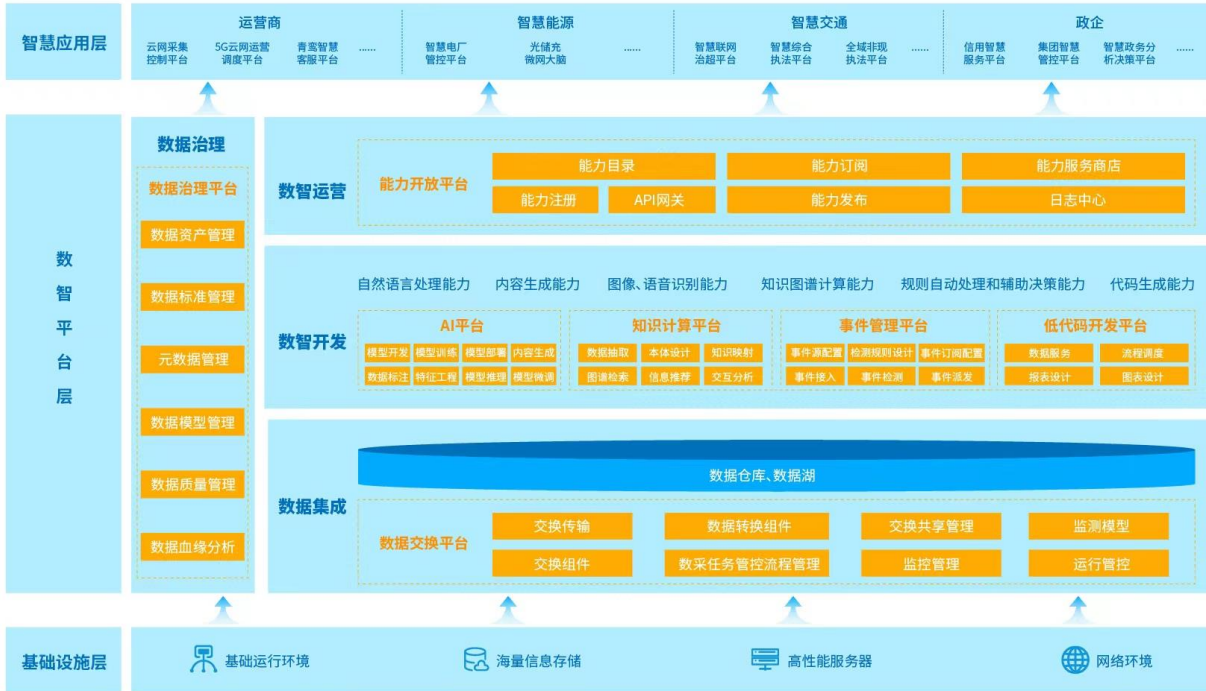 智慧应用层
运营商
云网采集
控制平台
5G云网运营
调度平台
青鸾智慧
客服平台
......
智慧能源
智慧电厂
管控平台
光储充
微网大脑
......
智慧交通
智慧联网
治超平台
智慧综合
执法平台
全域非现
执法平台
......
政企
信用智慧
服务平台
集团智慧
管控平台
智慧政务分
析决策平台
......
数
智
平
台
层
数据治理
数据治理平台
数据资产管理
数据标准管理
元数据管理
数据模型管理
数据质量管理
数据血缘分析
数智运营
能力开放平台
能力目录
能力订阅
能力服务商店
能力注册
API网关
能力发布
日志中心
数智开发
自然语言处理能力
内容生成能力
图像、语音识别能力
知识图谱计算能力
规则自动处理和辅助决策能力
代码生成能力
AI平台
模型开发
模型训练
模型部署
内容生成
数据标注
特征工程
模型推理
模型微调
知识计算平台
数据抽取
本体设计
知识映射
图谱检索
信息推荐
交互分析
事件管理平台
事件源配置
检测规则设计
事件订阅配置
事件接入
事件检测
事件派发
低代码开发平台
数据服务
流程调度
报表设计
图表设计
数据集成
数据仓库、数据湖
数据交换平台
交换传输
数据转换组件
交换共享管理
监测模型
交换组件
数采任务管控流程管理
监控管理
运行管控
基础设施层
基础运行环境
海量信息存储
高性能服务器
网络环境